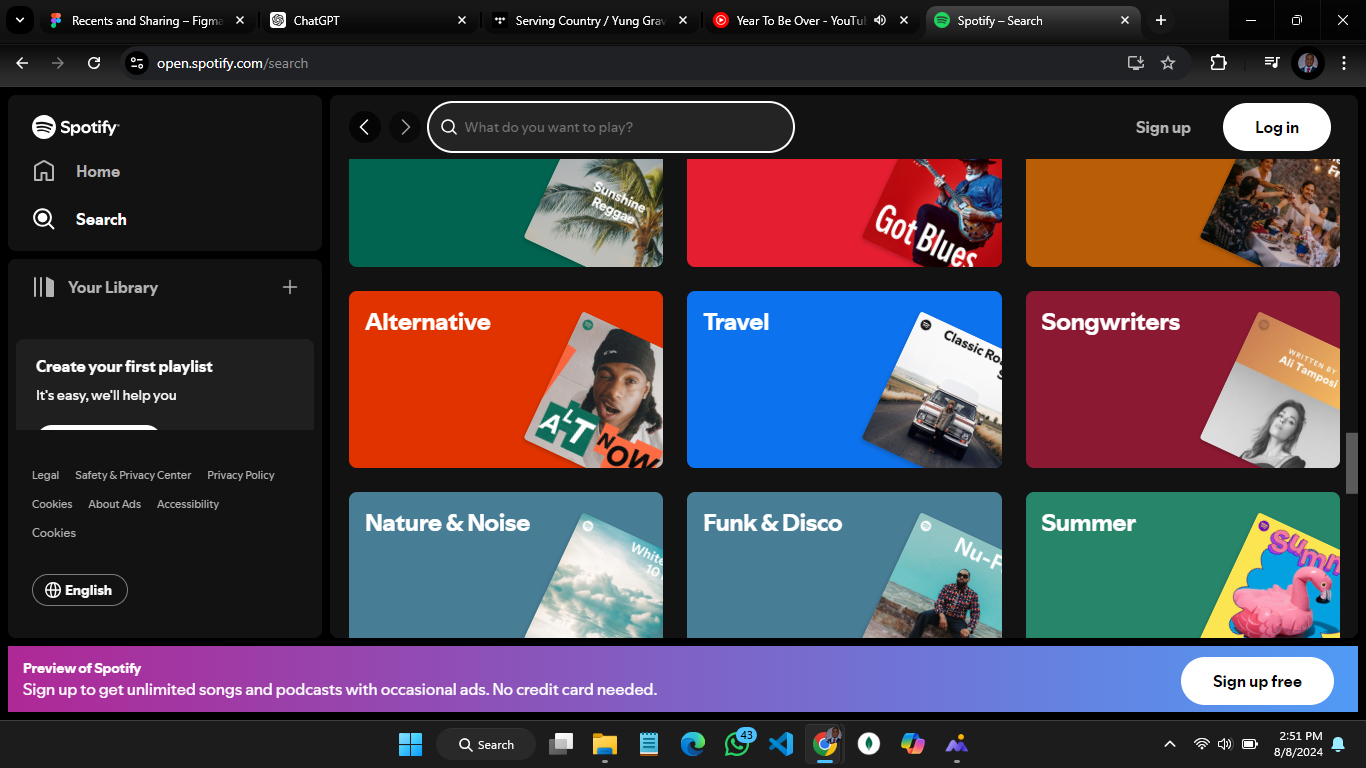 Recents and Sharing – Figma
ChatGPT
Serving Country / Yung Grav
Year To Be Over - YouTu
Spotify – Search
open.spotify.com/search
Spotify
Home
Search
Your Library
Create your first playlist
It's easy, we'll help you
Legal
Safety & Privacy Center
Privacy Policy
Cookies
About Ads
Accessibility
Cookies
English
What do you want to play?
Sign up
Log in
Sunshine
Reggae
Got Blues
Alternative
ALT
NOW
Travel
Classic Roa
Songwriters
WRITTEN BY
Ali Tamposi
Nature & Noise
White
10
Funk & Disco
Nu-F
Summer
Summ
Preview of Spotify
Sign up to get unlimited songs and podcasts with occasional ads. No credit card needed.
Sign up free
Search
43
2:51 PM
8/8/2024